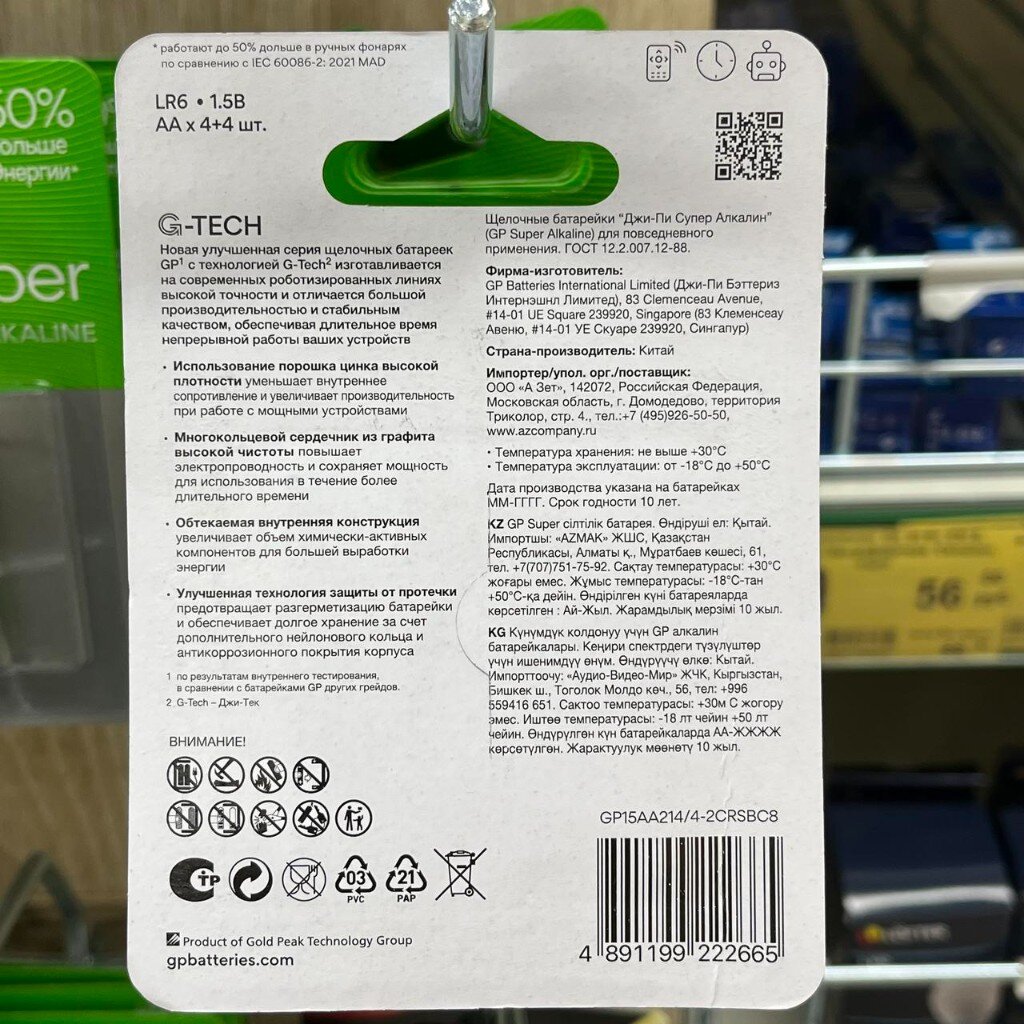 * работают до 50% дольше в ручных фонарях
по сравнению с IEC 60086-2: 2021 MAD
LR6 • 1.5В
АА х 4+4 шт.
G-TECH
Новая улучшенная серия щелочных батареек
GP¹ с технологией G-Tech² изготавливается
на современных роботизированных линиях
высокой точности и отличается большой
производительностью и стабильным
качеством, обеспечивая длительное время
непрерывной работы ваших устройств
• Использование порошка цинка высокой
плотности уменьшает внутреннее
сопротивление и увеличивает производительность
при работе с мощными устройствами
• Многокольцевой сердечник из графита
высокой чистоты повышает
электропроводность и сохраняет мощность
для использования в течение более
длительного времени
• Обтекаемая внутренняя конструкция
увеличивает объем химически-активных
компонентов для большей выработки
энергии
• Улучшенная технология защиты от протечки
предотвращает разгерметизацию батарейки
и обеспечивает долгое хранение за счет
дополнительного нейлонового кольца и
антикоррозионного покрытия корпуса
1 по результатам внутреннего тестирования,
в сравнении с батарейками GP других грейдов.
2 G-Tech – Джи-Тек
ВНИМАНИЕ!
03
PVC
21
PAP
Product of Gold Peak Technology Group
gpbatteries.com
Щелочные батарейки "Джи-Пи Супер Алкалин"
(GP Super Alkaline) для повседневного
применения. ГОСТ 12.2.007.12-88.
Фирма-изготовитель:
GP Batteries International Limited (Джи-Пи Бэттериз
Интернэшнл Лимитед), 83 Clemenceau Avenue,
#14-01 UE Square 239920, Singapore (83 Клеменсеау
Авеню, #14-01 УЕ Скуаре 239920, Сингапур)
Страна-производитель: Китай
Импортер/упол. орг./поставщик:
ООО «А Зет», 142072, Российская Федерация,
Московская область, г. Домодедово, территория
Триколор, стр. 4., тел.:+7 (495)926-50-50,
www.azcompany.ru
• Температура хранения: не выше +30°С
• Температура эксплуатации: от -18°С до +50°С
Дата производства указана на батарейках
ММ-ГГГГ. Срок годности 10 лет.
KZ GP Super сілтілік батарея. Өндіруші ел: Қытай.
Импортшы: «AZMAK» ЖШС, Қазақстан
Республикасы, Алматы қ., Мұратбаев көшесі, 61,
тел. +7(707)751-75-92. Сақтау температурасы: +30°С
жоғары емес. Жұмыс температурасы: -18°С-тан
+50°С-қа дейін. Өндірілген күні батареяларда
көрсетілген : Ай-Жыл. Жарамдылық мерзімі 10 жыл.
KG Күнүмдүк колдонуу үчүн GP алкалин
батарейкалары. Кеңири спектрдеги түзүлүштөр
үчүн ишенимдүү өнүм. Өндүрүүчү өлкө: Кытай.
Импорттоочу: «Аудио-Видео-Мир» ЖЧК, Кыргызстан,
Бишкек ш., Тоголок Молдо көч., 56, тел: +996
559416 651. Сактоо температурасы: +30м С жогору
эмес. Иштөө температурасы: -18 лт чейин +50 лт
чейин. Өндүрүлгөн күн батарейкаларда АА-ЖЖЖЖ
көрсөтүлгөн. Жарактуулук мөөнөтү 10 жыл.
GP15AA214/4-2CRSBC8
4 891199 222665
50%
ольше
энергии*
per
KALINE
56